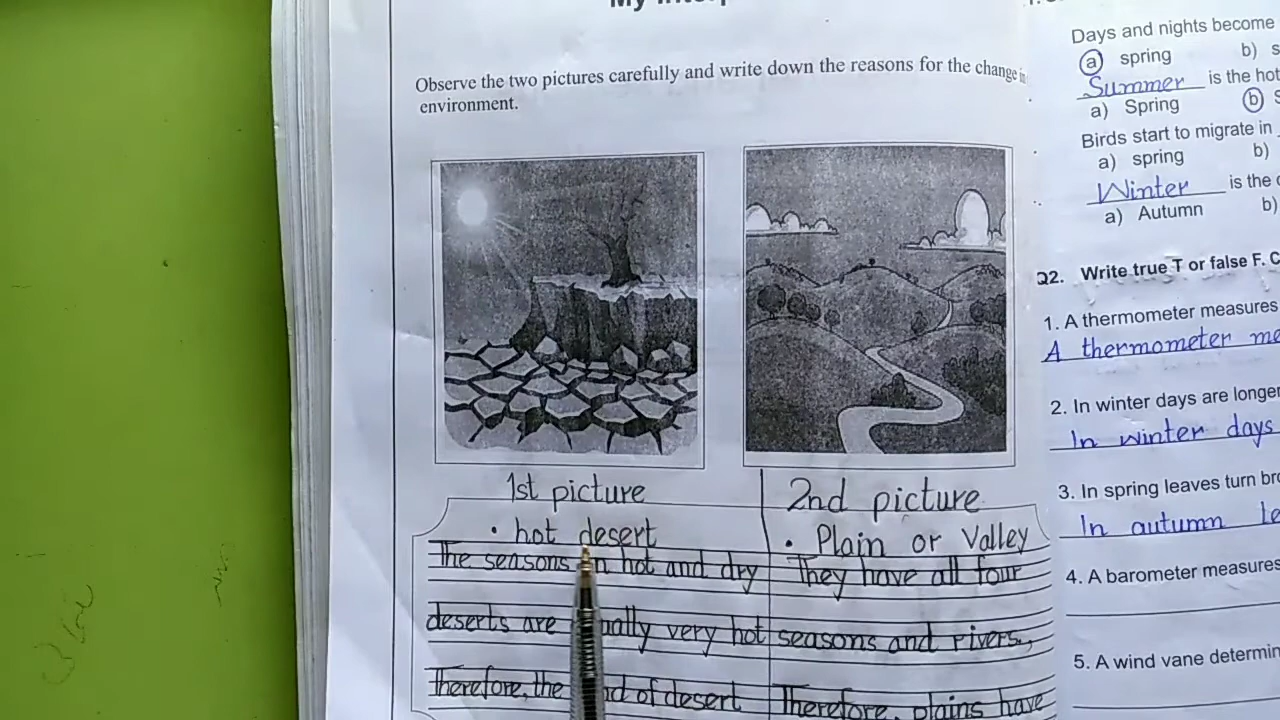 Observe the two pictures carefully and write down the reasons for the change in
environment.
1st picture
• hot desert
The seasons in hot and dry
deserts are usually very hot
Therefore, the of desert
2nd picture
• Plain or Valley
They have all four
seasons and rivers,
Therefore, plains have
Days and nights become
a) spring b)
Summer is the hot
a) Spring b)
Birds start to migrate in
a) spring b)
Winter is the
a) Autumn b)
22. Write true T or false F. C
1. A thermometer measures
A thermometer me
2. In winter days are longer
In winter days
3. In spring leaves turn br
In autumn le
4. A barometer measures
5. A wind vane determin